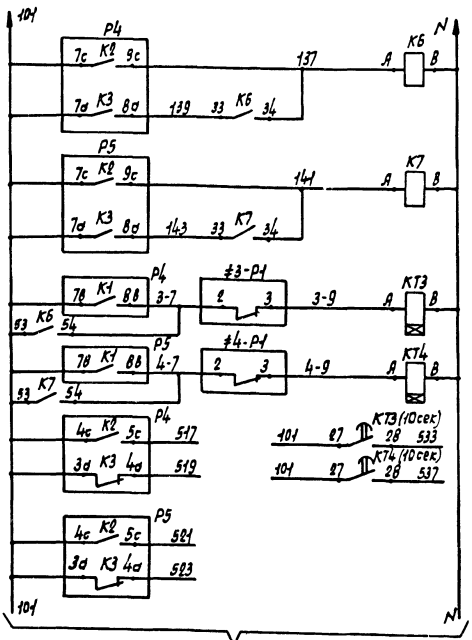 101 N
P4
7c K2 9c 137 A K6 B
7d K3 8d 139 33 K6 34
P5
7c K2 9c 141 A K7 B
7d K3 8d 143 33 K7 34
7в K1 8в P4 3-7 2 #3-P1 3 3-9 A KT3 B
53 K6 54
7в K1 8в P5 4-7 2 #4-P1 3 4-9 A KT4 B
53 K7 54
P4
4c K2 5c 517
3d K3 4d 519
101 27 KT3 (10сек) 28 533
101 27 KT4 (10сек) 28 537
P5
4c K2 5c 521
3d K3 4d 523
101 N